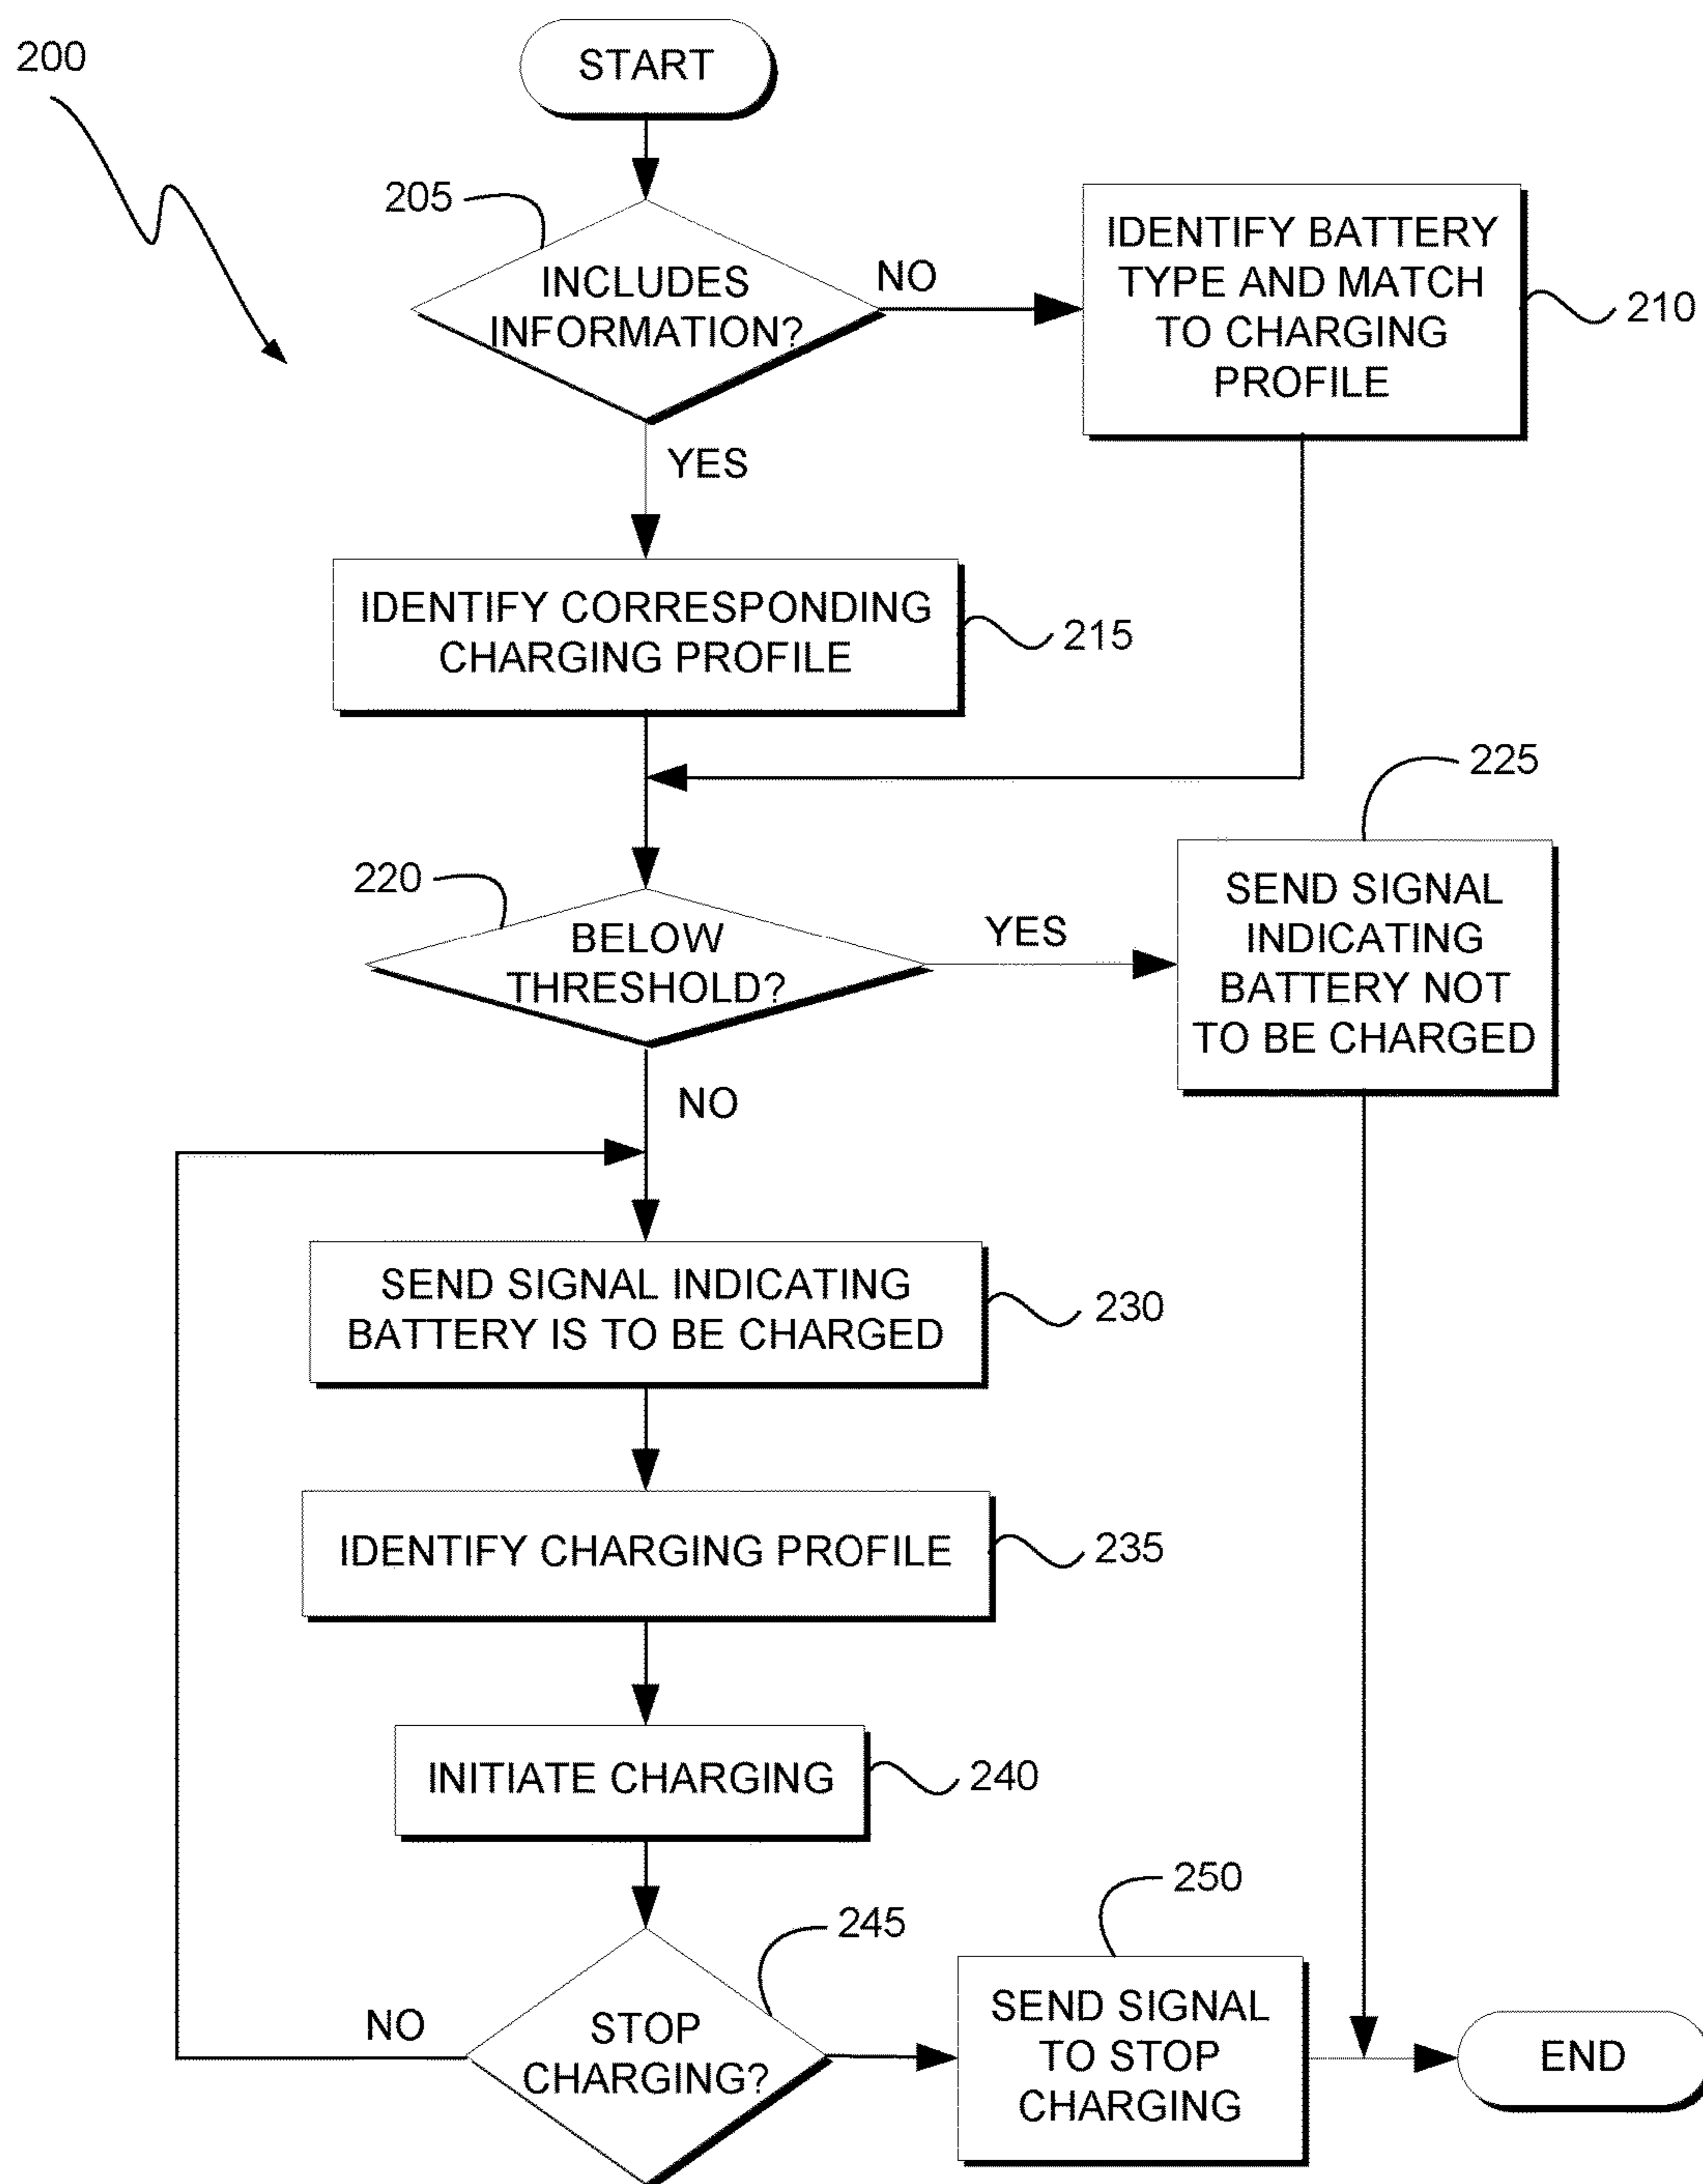 200
START
205
INCLUDES
INFORMATION?
NO
IDENTIFY BATTERY
TYPE AND MATCH
TO CHARGING
PROFILE
210
YES
IDENTIFY CORRESPONDING
CHARGING PROFILE
215
225
220
BELOW
THRESHOLD?
YES
SEND SIGNAL
INDICATING
BATTERY NOT
TO BE CHARGED
NO
SEND SIGNAL INDICATING
BATTERY IS TO BE CHARGED
230
IDENTIFY CHARGING PROFILE
235
INITIATE CHARGING
240
245
250
NO
STOP
CHARGING?
SEND SIGNAL
TO STOP
CHARGING
END